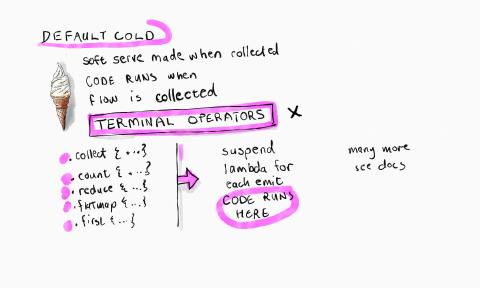 DEFAULT COLD
soft serve made when collected
CODE RUNS when
flow is collected
TERMINAL OPERATORS X
.collect {...}
.count {...}
.reduce {...}
.flatmap {...}
.first {...}
suspend
lambda for
each emit
CODE RUNS
HERE
many more
see docs